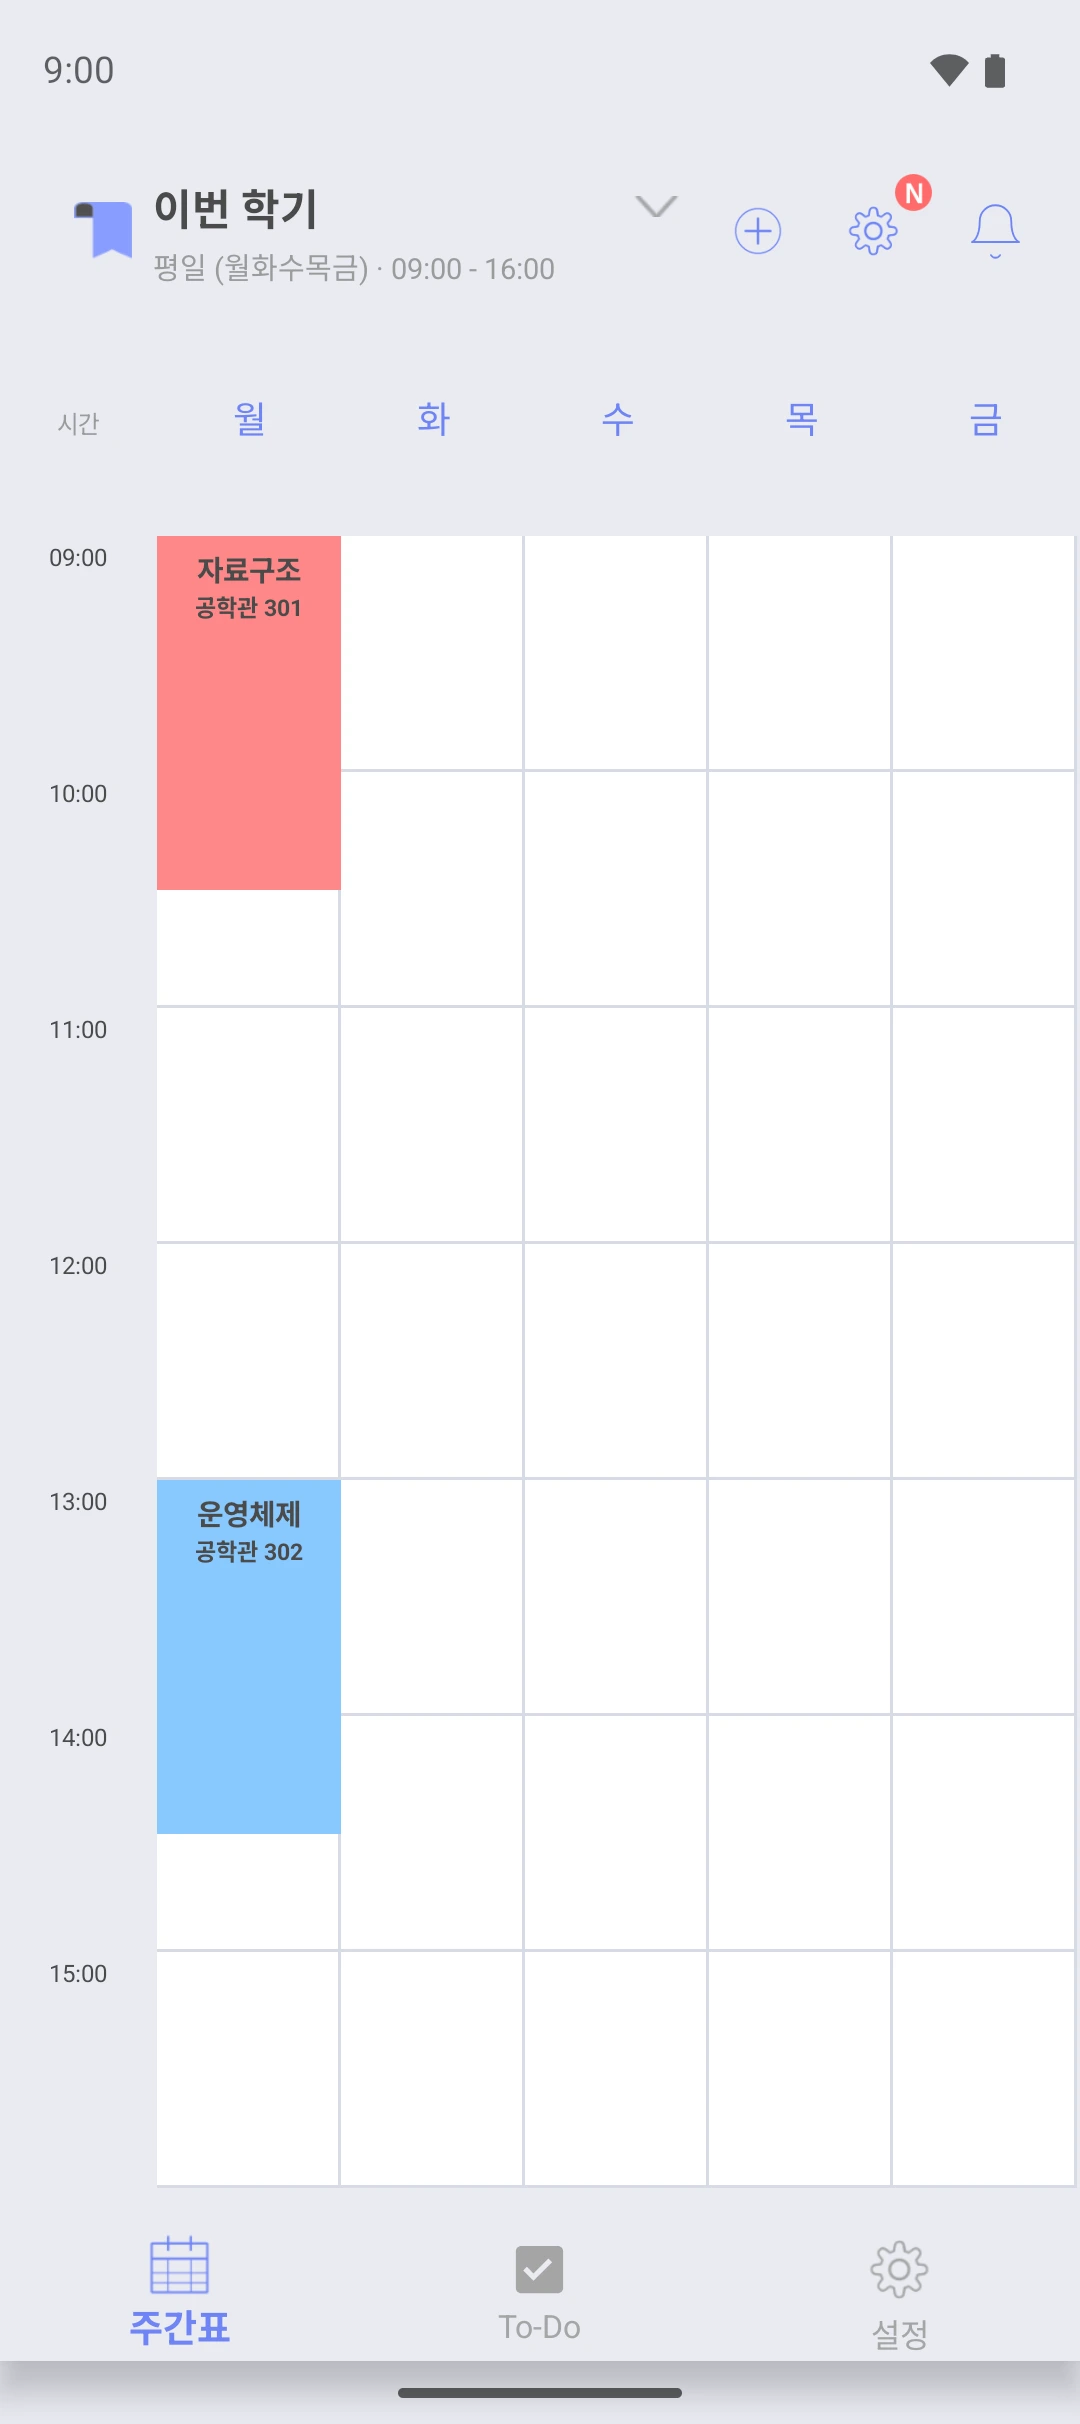 9:00
이번 학기
N
평일 (월화수목금) · 09:00 - 16:00
시간 월 화 수 목 금
09:00
자료구조
공학관 301
10:00
11:00
12:00
13:00
운영체제
공학관 302
14:00
15:00
주간표 To-Do 설정